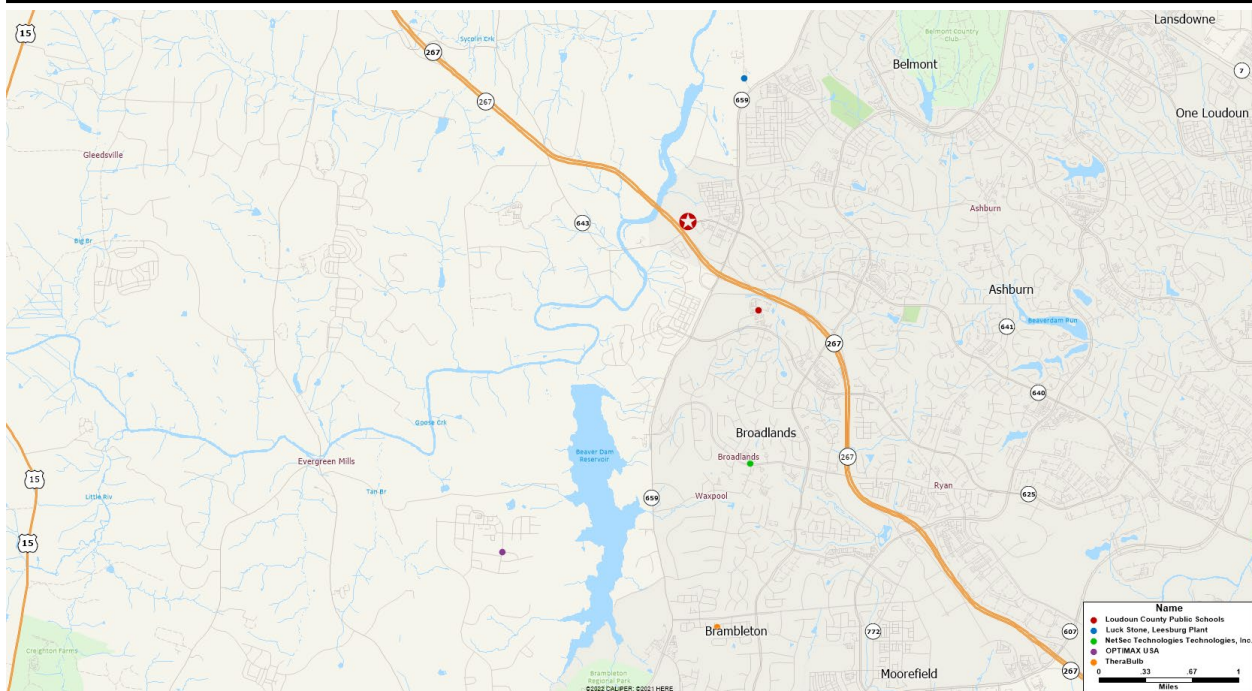 Lansdowne
15
Sycolin Crk
Belmont Country
Club
267
Belmont
7
659
267
One Loudoun
Gleedsville
Ashburn
643
Big Br
Ashburn
Beaverdam Run
641
267
640
Goose Crk
Broadlands
Beaver Dam
Reservoir
Broadlands
267
Evergreen Mills
15
Tan Br
Ryan
Little Riv
659
Waxpool
625
15
Name
Loudoun County Public Schools
Luck Stone, Leesburg Plant
NetSec Technologies Technologies, Inc.
OPTIMAX USA
TheraBulb
0 .33 .67 1
Miles
Brambleton
772
607
Creighton Farms
Brambleton
Regional Park
Moorefield
267
©2022 CALIPER; ©2021 HERE